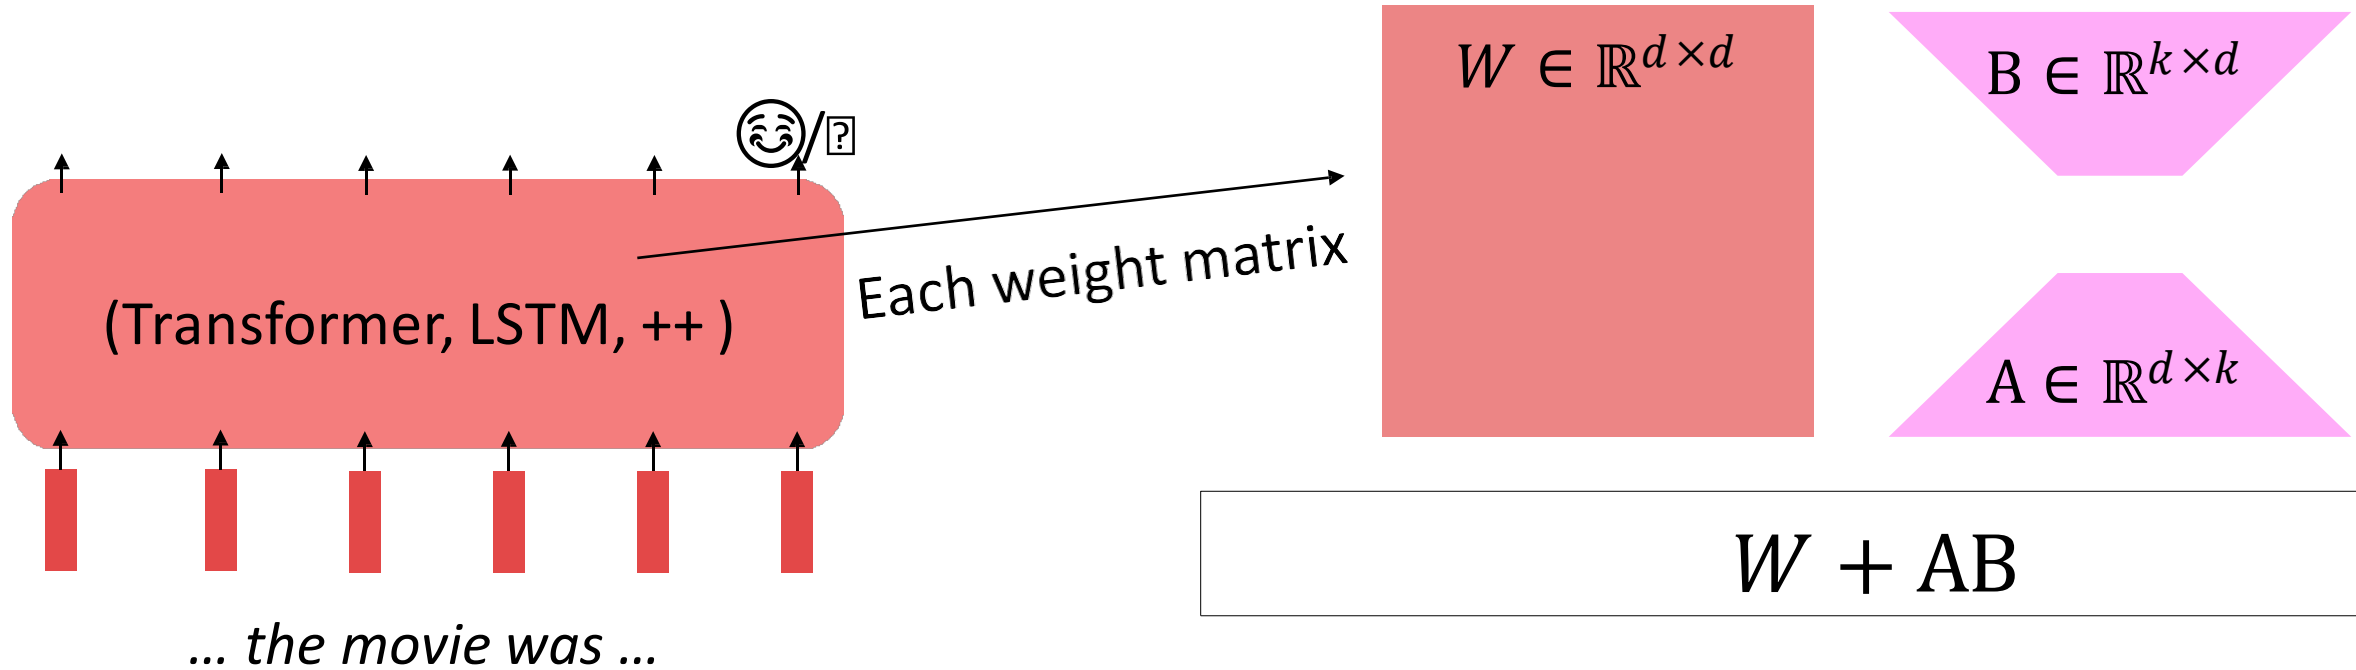 😊/⍰
(Transformer, LSTM, ++ )
… the movie was …
Each weight matrix
𝑊 ∈ ℝ^{𝑑×𝑑}
B ∈ ℝ^{𝑘×𝑑}
A ∈ ℝ^{𝑑×𝑘}
𝑊 + AB